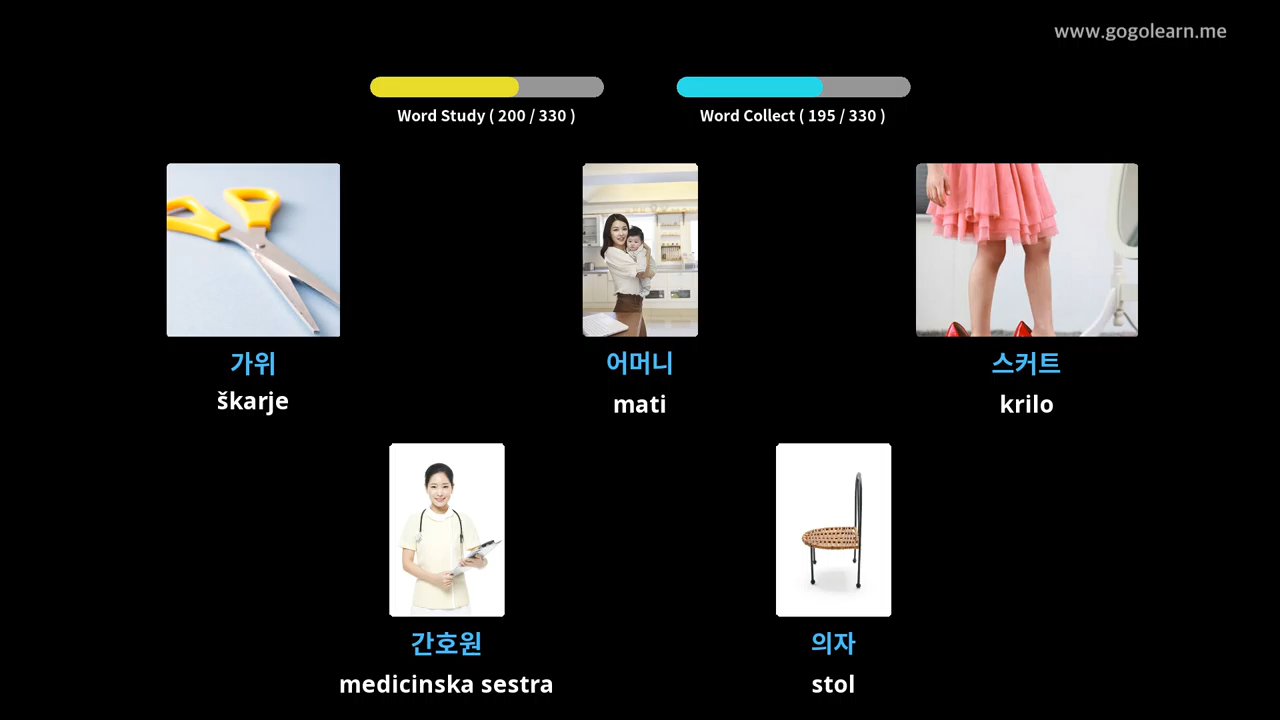 www.gogolearn.me
Word Study ( 200 / 330 )
Word Collect ( 195 / 330 )
가위
škarje
어머니
mati
스커트
krilo
간호원
medicinska sestra
의자
stol